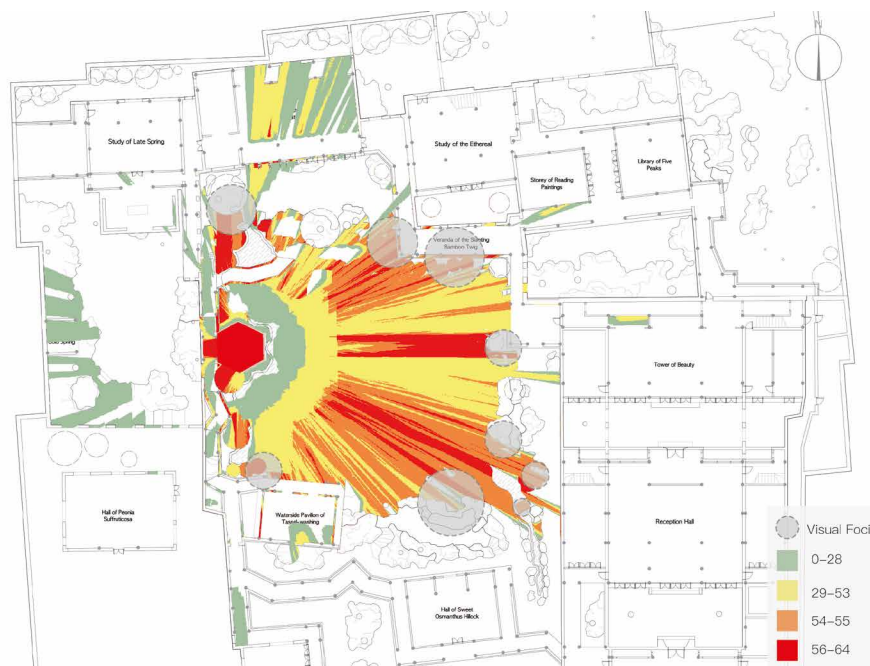 Study of Late Spring
Study of the Ethereal
Storey of Reading
Paintings
Library of Five
Peaks
Veranda of the
Bamboo Twig
Tower of Beauty
Hall of Peonia
Suffruticosa
Waterside Pavilion of
Tassel-washing
Reception Hall
Hall of Sweet
Osmanthus Hillock
Visual Foci
0-28
29-53
54-55
56-64